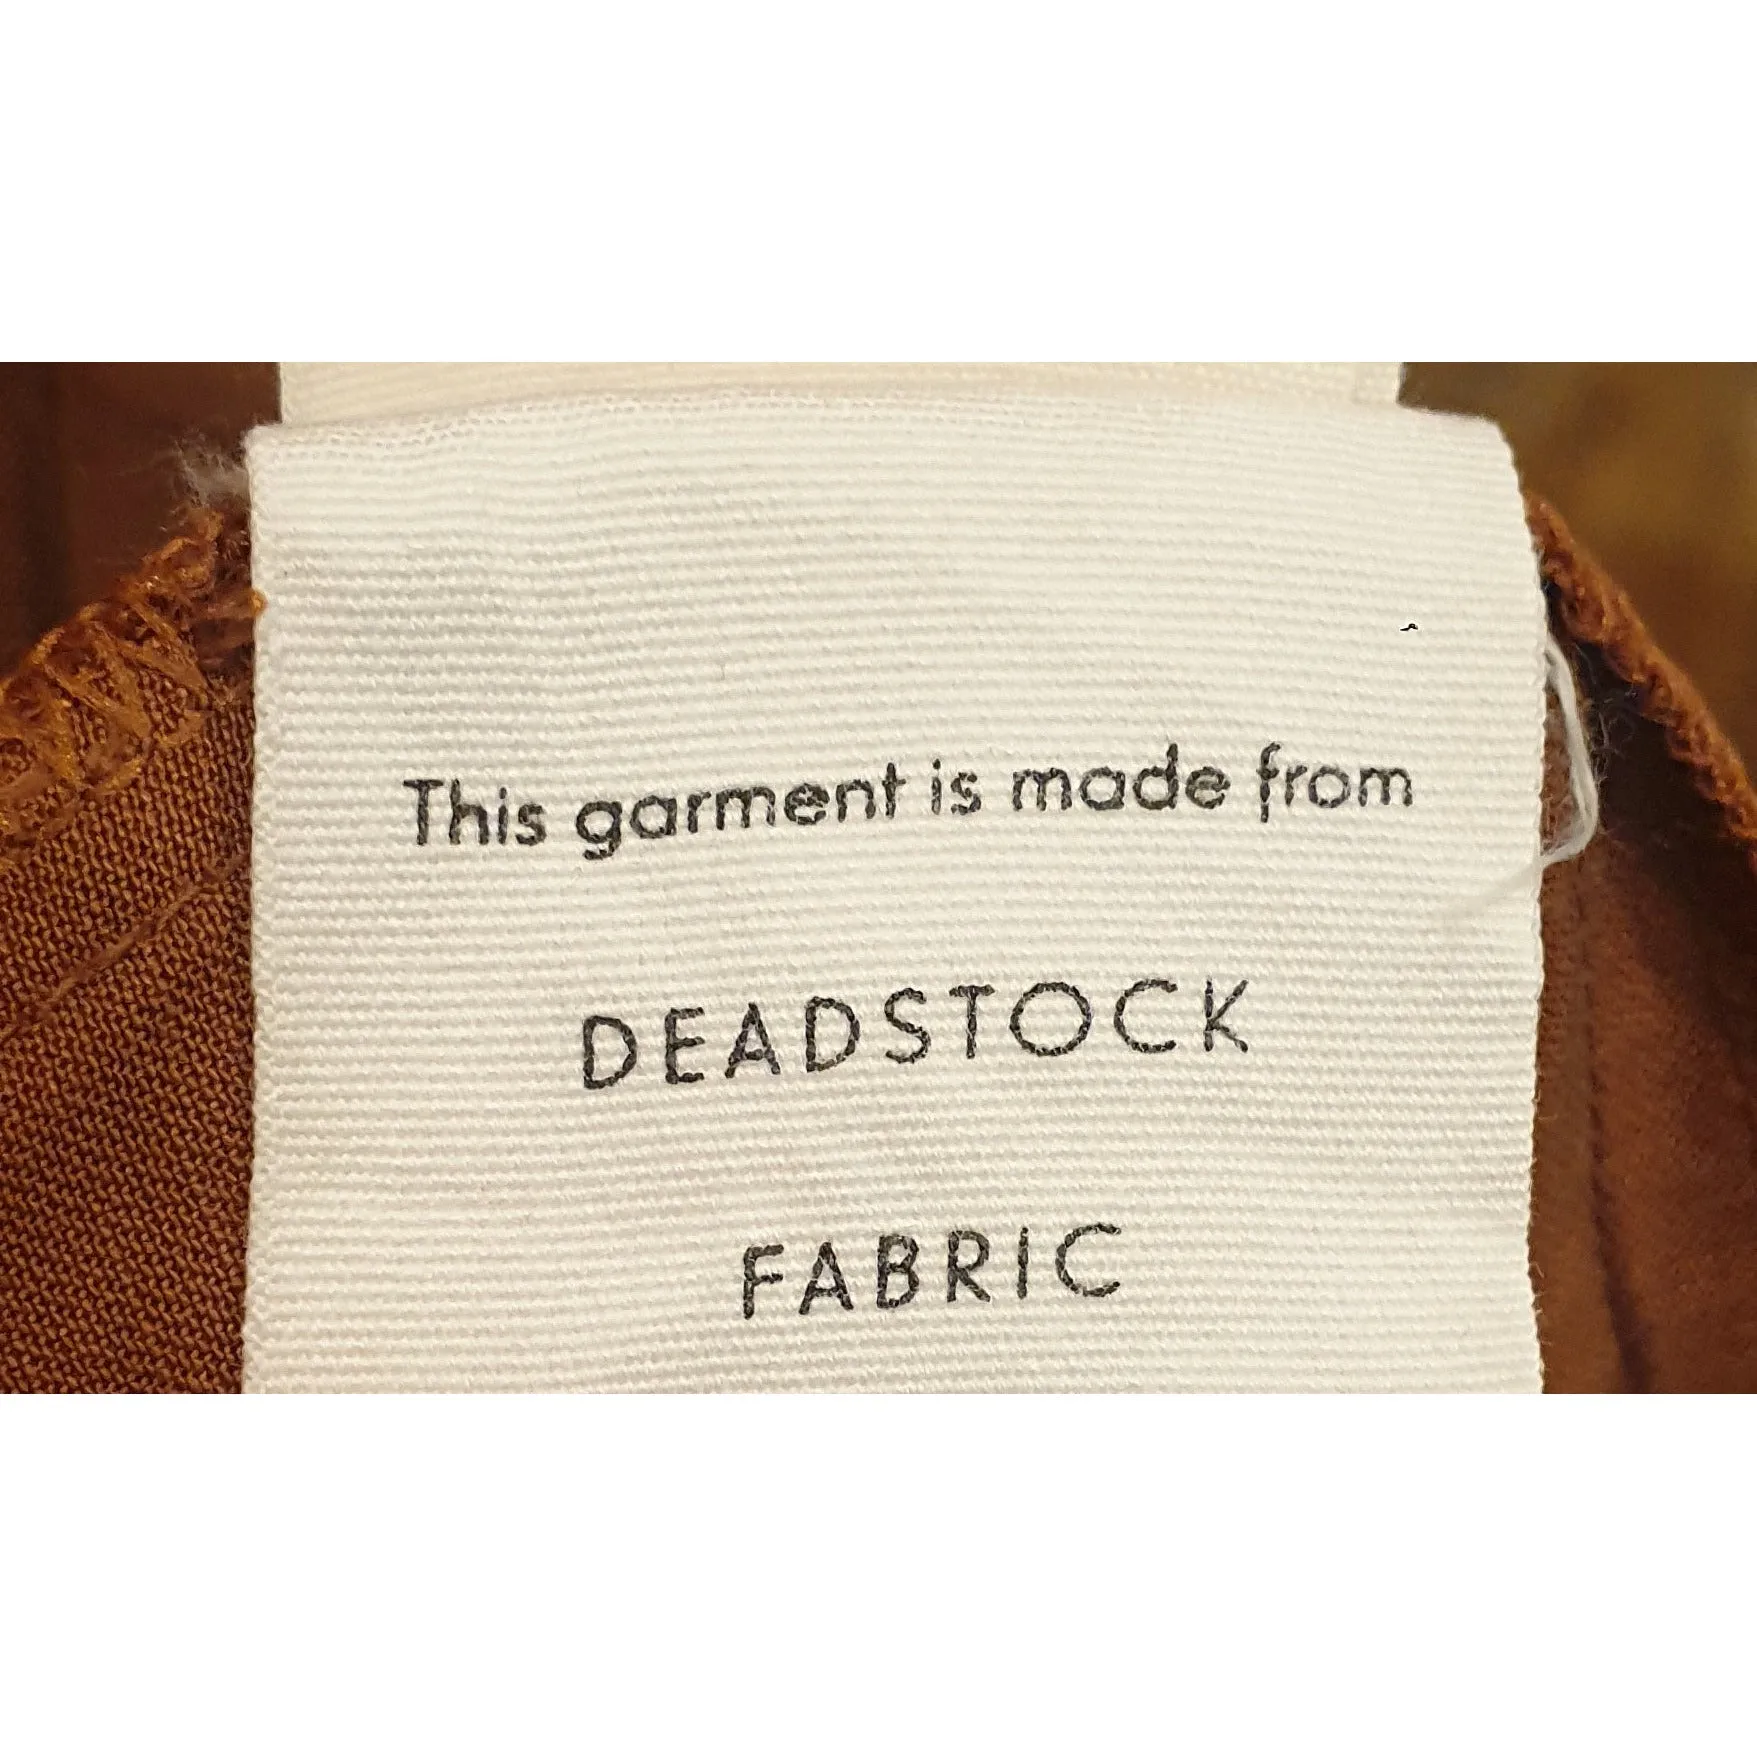 This garment is made from
DEADSTOCK
FABRIC